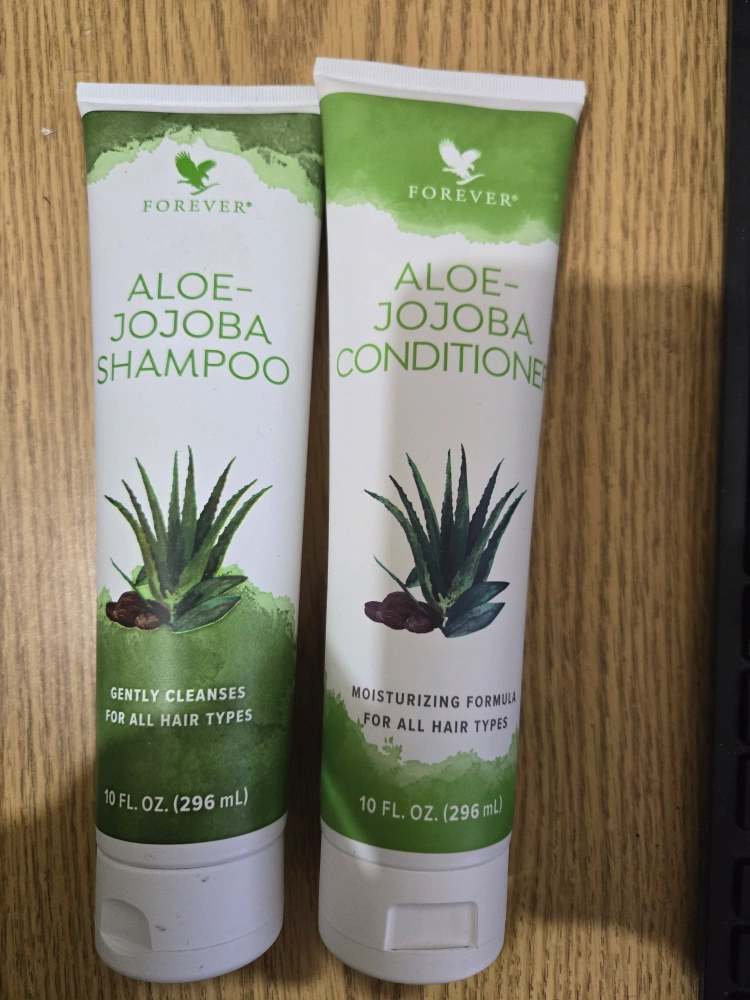 FOREVER®
ALOE-
JOJOBA
SHAMPOO
GENTLY CLEANSES
FOR ALL HAIR TYPES
10 FL. OZ. (296 mL)
FOREVER®
ALOE-
JOJOBA
CONDITIONER
MOISTURIZING FORMULA
FOR ALL HAIR TYPES
10 FL. OZ. (296 mL)